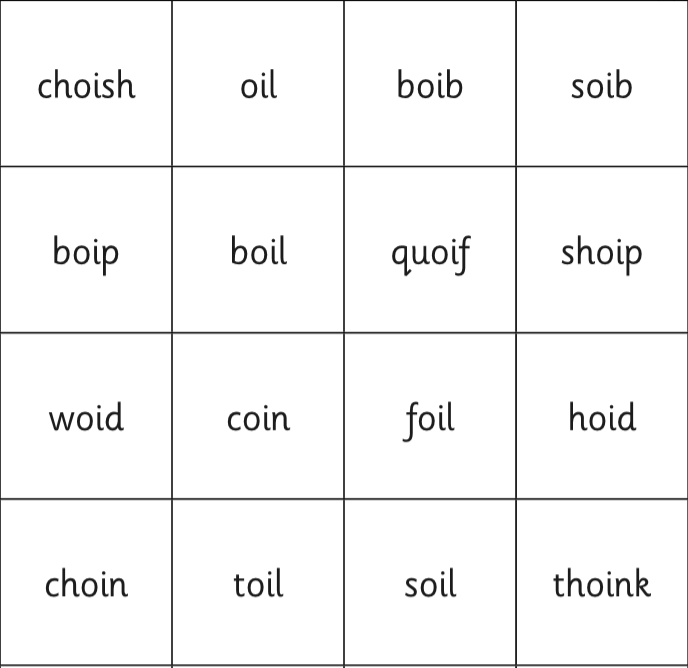 choish oil boib soib
boip boil quoif shoip
woid coin foil hoid
choin toil soil thoink